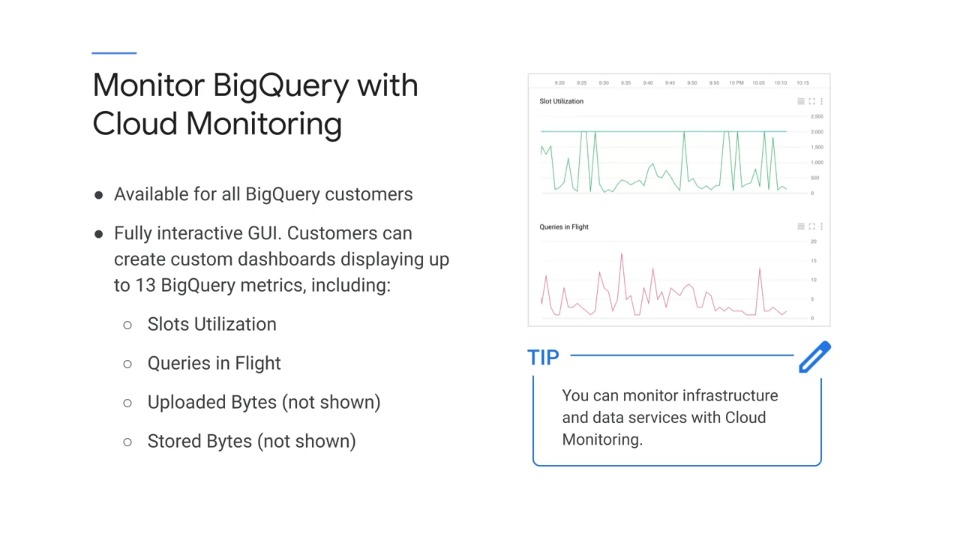 Monitor BigQuery with
Cloud Monitoring
● Available for all BigQuery customers
● Fully interactive GUI. Customers can
create custom dashboards displaying up
to 13 BigQuery metrics, including:
○ Slots Utilization
○ Queries in Flight
○ Uploaded Bytes (not shown)
○ Stored Bytes (not shown)
9:20 9:25 9:30 9:35 9:40 9:45 9:50 9:55 10 PM 10:05 10:10 10:15
Slot Utilization
2,500
2,000
1,500
1,000
500
0
Queries in Flight
20
15
10
5
0
TIP
You can monitor infrastructure
and data services with Cloud
Monitoring.